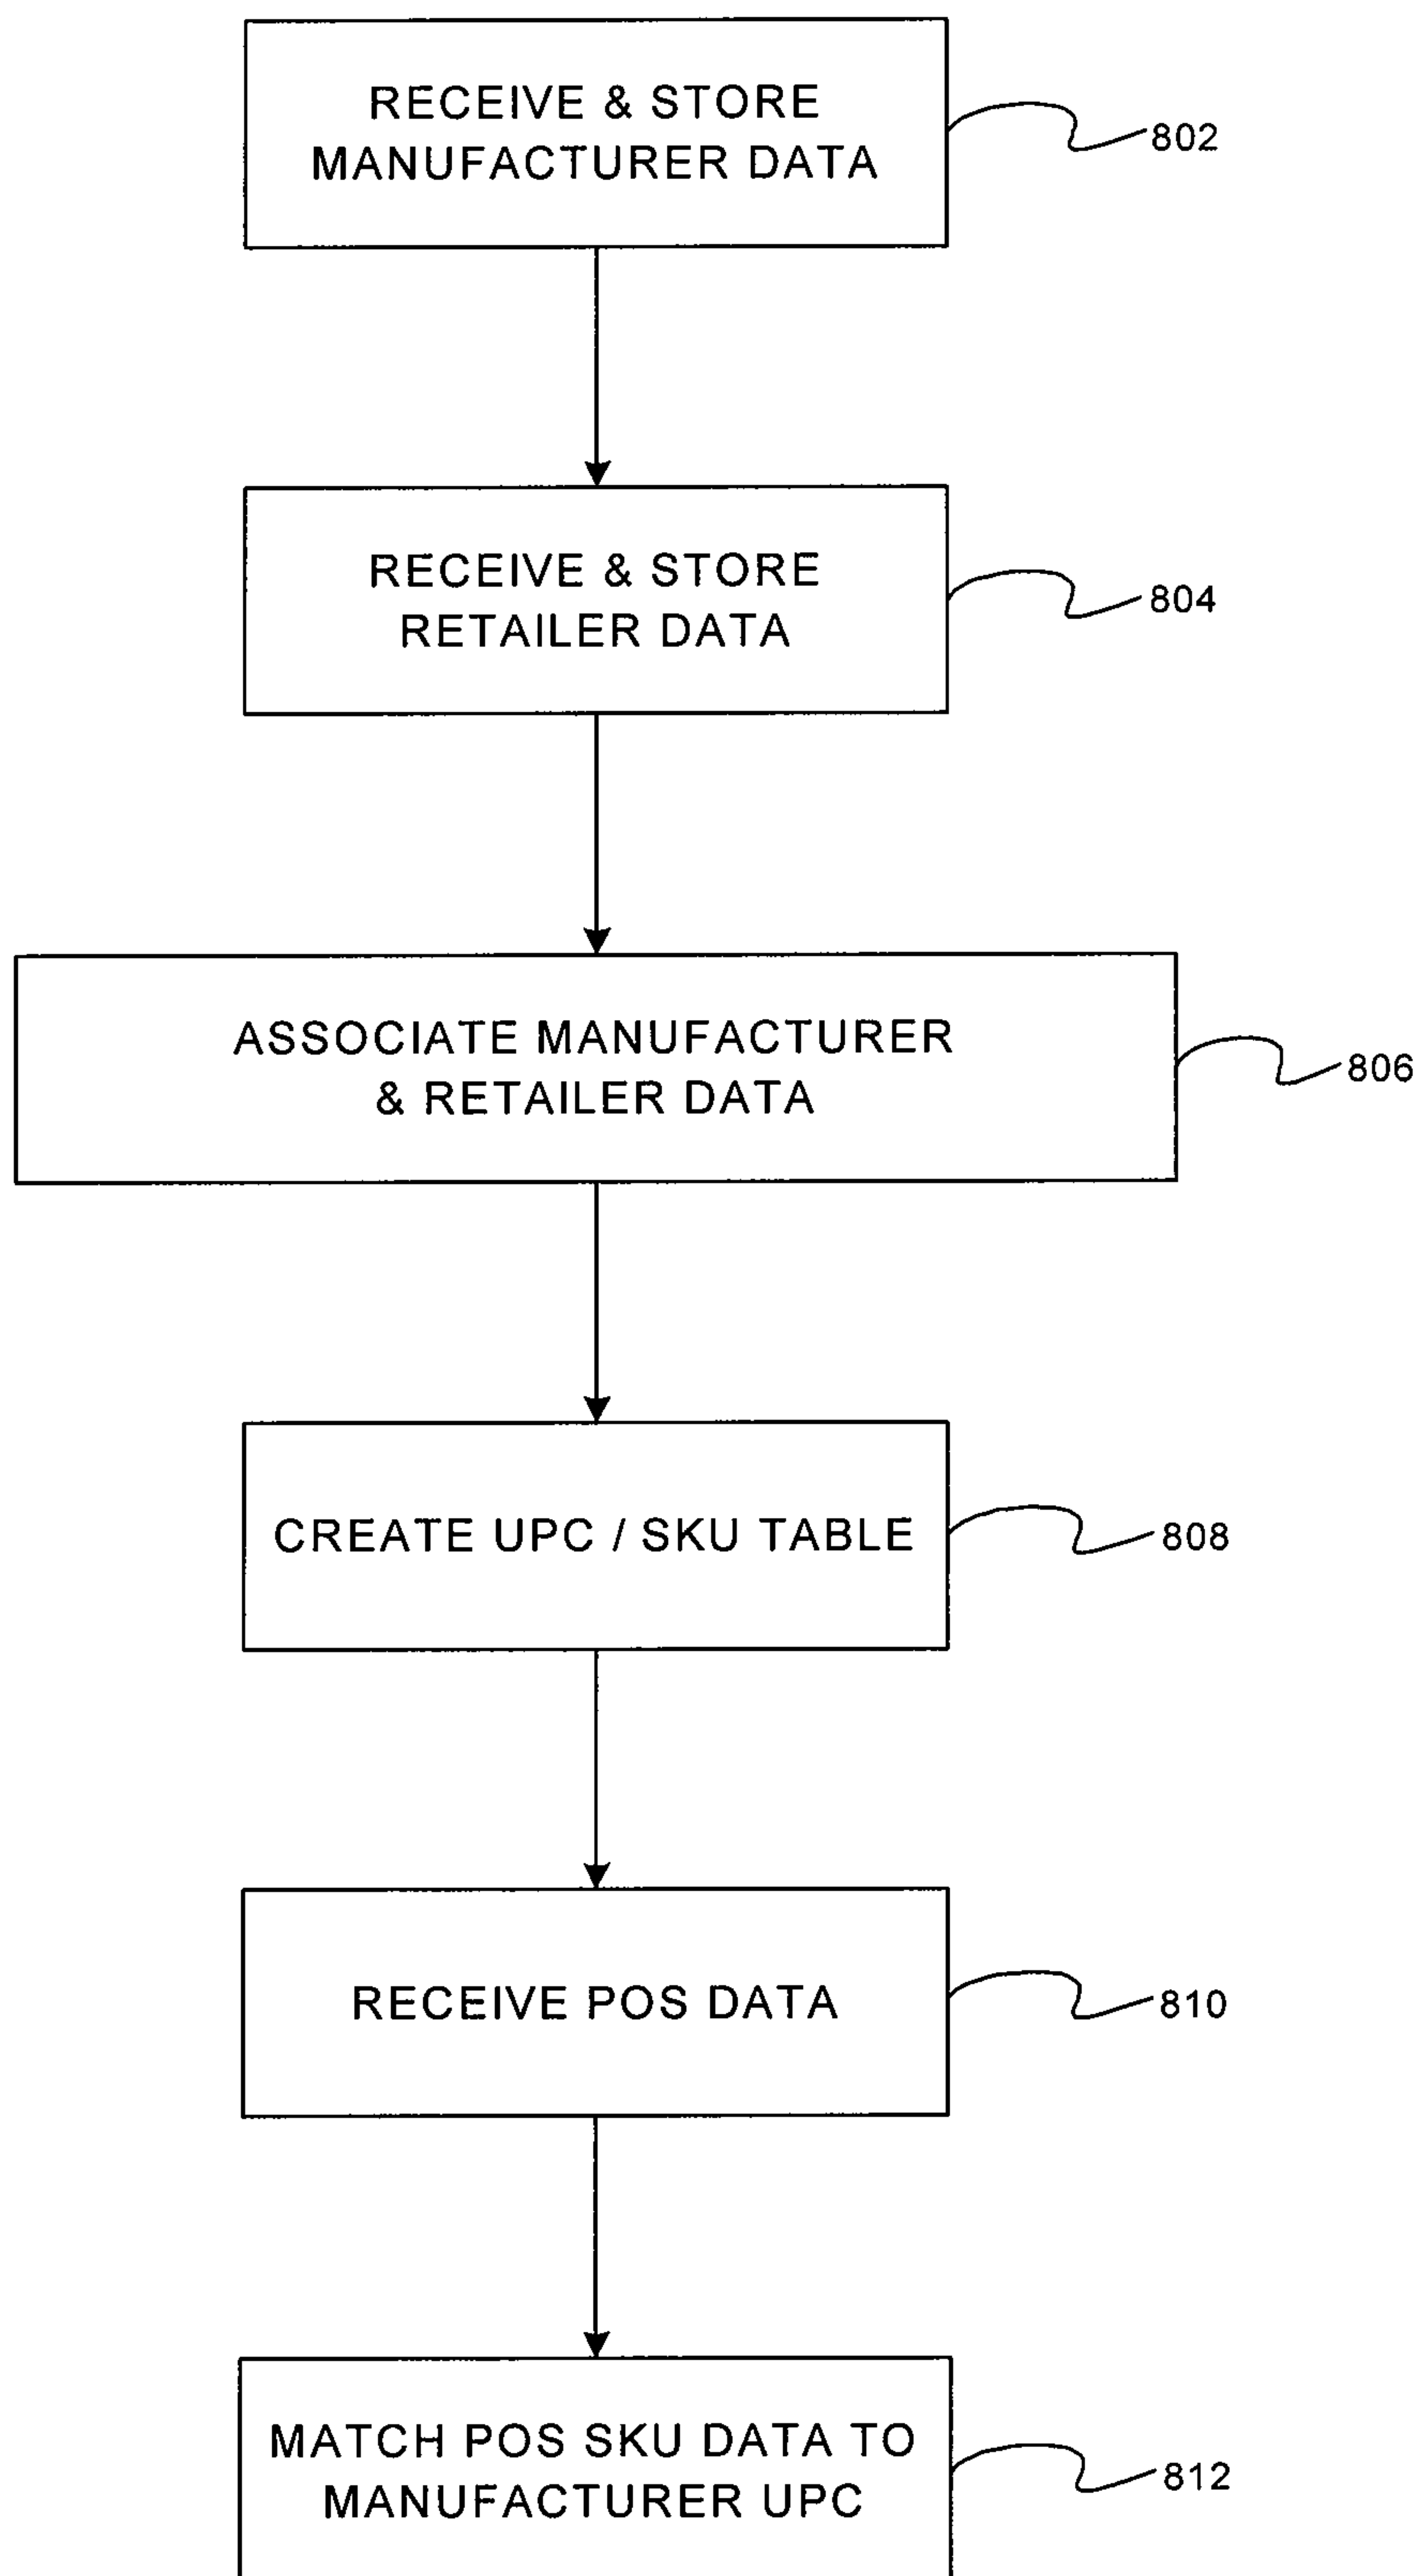 RECEIVE & STORE
MANUFACTURER DATA
802
RECEIVE & STORE
RETAILER DATA
804
ASSOCIATE MANUFACTURER
& RETAILER DATA
806
CREATE UPC / SKU TABLE
808
RECEIVE POS DATA
810
MATCH POS SKU DATA TO
MANUFACTURER UPC
812